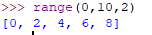 >>> range(0,10,2)
[0, 2, 4, 6, 8]